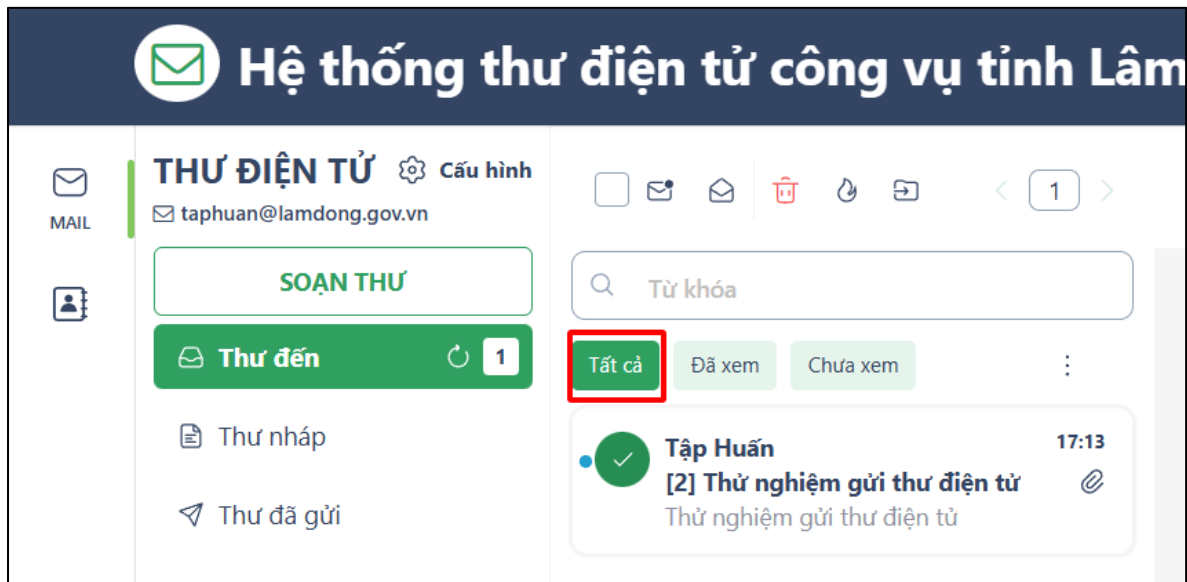 Hệ thống thư điện tử công vụ tỉnh Lâm
MAIL
THƯ ĐIỆN TỬ Cấu hình
taphuan@lamdong.gov.vn
SOẠN THƯ
Thư đến 1
Thư nháp
Thư đã gửi
1
Từ khóa
Tất cả Đã xem Chưa xem
Tập Huấn 17:13
[2] Thử nghiệm gửi thư điện tử
Thử nghiệm gửi thư điện tử